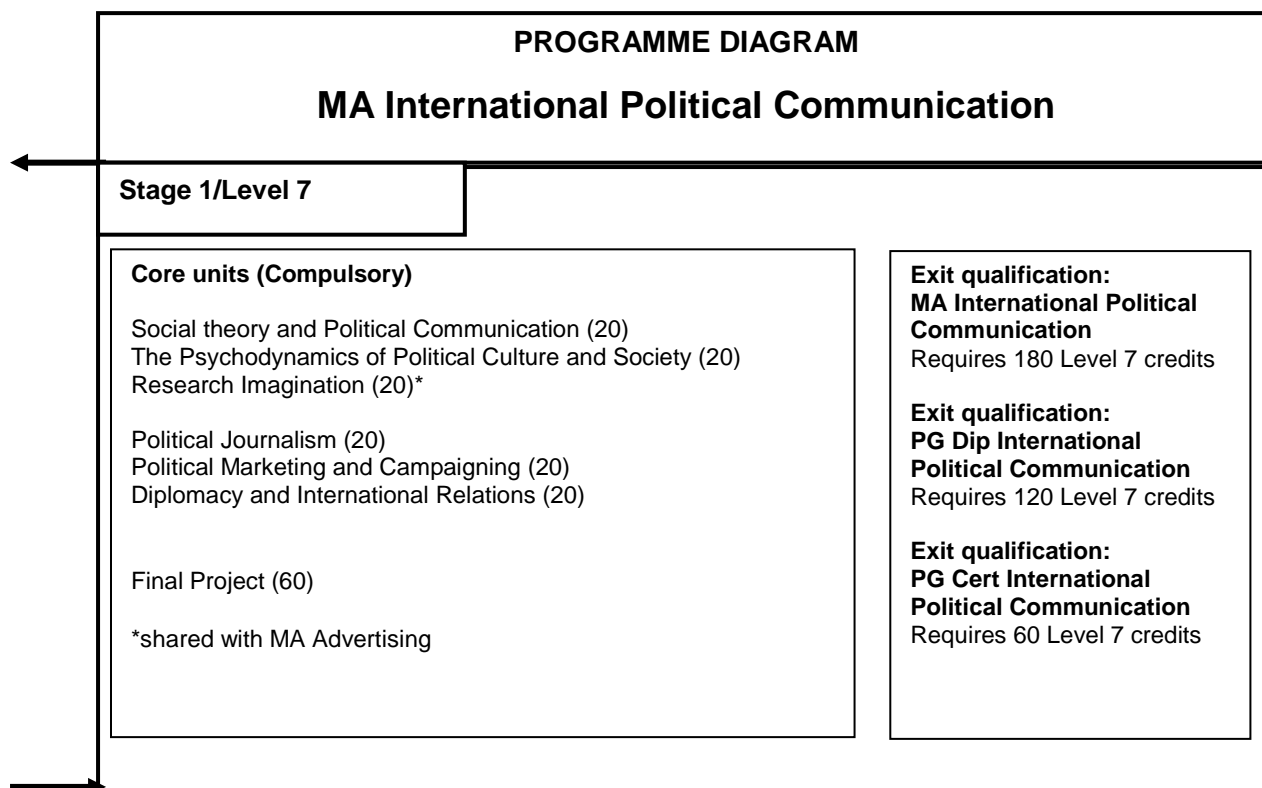 PROGRAMME DIAGRAM
MA International Political Communication
Stage 1/Level 7
Core units (Compulsory)
Social theory and Political Communication (20)
The Psychodynamics of Political Culture and Society (20)
Research Imagination (20)*
Political Journalism (20)
Political Marketing and Campaigning (20)
Diplomacy and International Relations (20)
Final Project (60)
*shared with MA Advertising
Exit qualification:
MA International Political
Communication
Requires 180 Level 7 credits
Exit qualification:
PG Dip International
Political Communication
Requires 120 Level 7 credits
Exit qualification:
PG Cert International
Political Communication
Requires 60 Level 7 credits